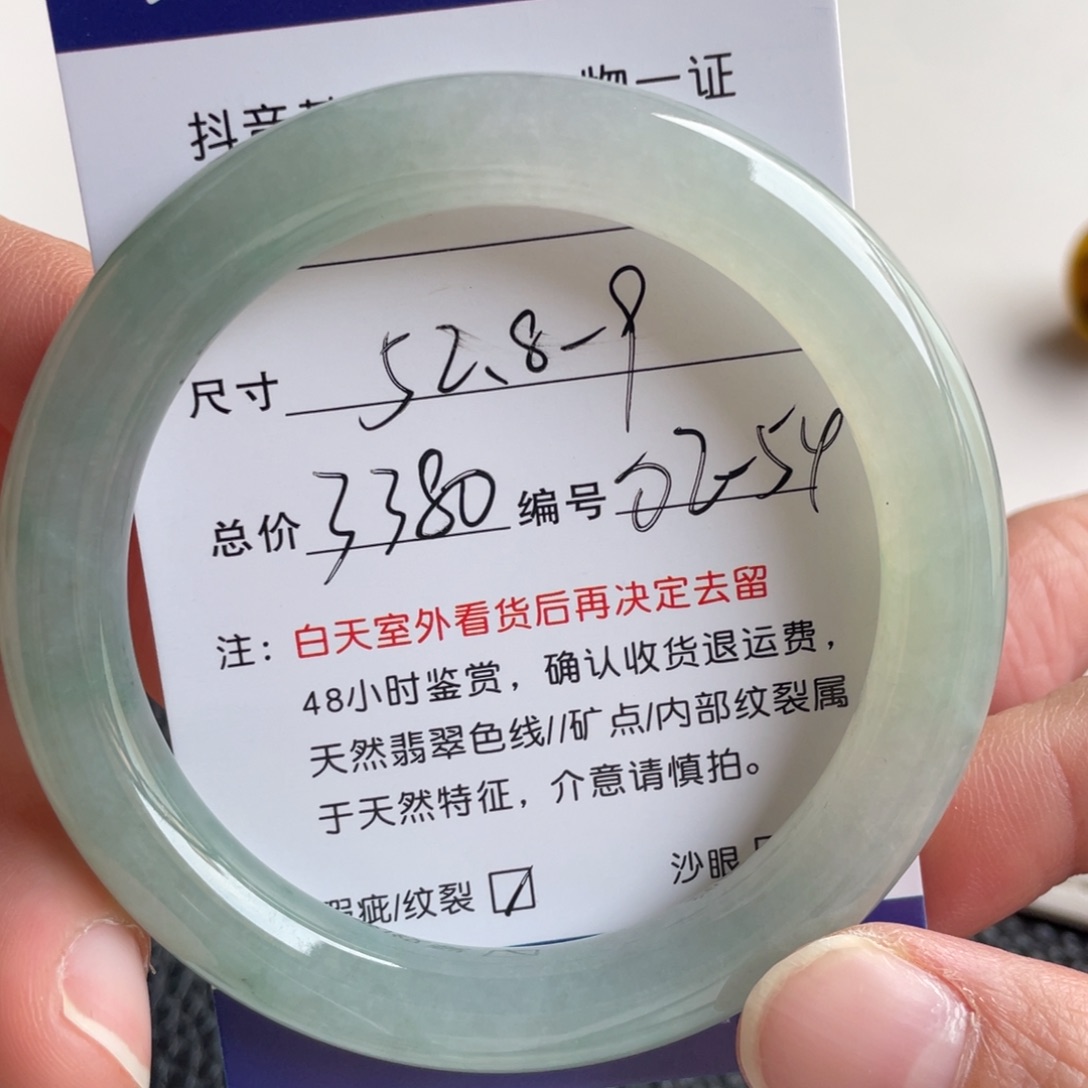 抖音 物一证
尺寸 52.8-9
总价 3380 编号 02-54
注：白天室外看货后再决定去留
48小时鉴赏，确认收货退运费，
天然翡翠色线//矿点/内部纹裂属
于天然特征，介意请慎拍。
瑕疵/纹裂 沙眼